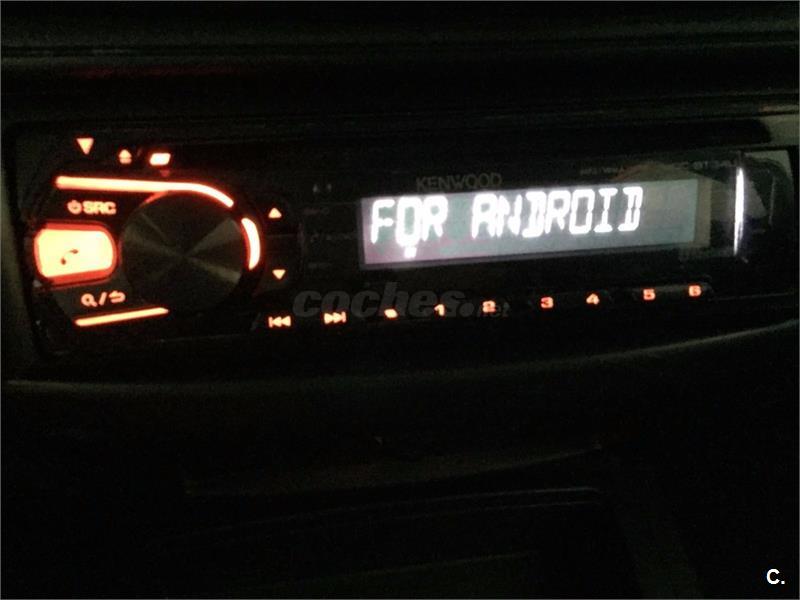 KENWOOD
SRC
FOR ANDROID
1 2 3 4 5 6
coches.net
C.